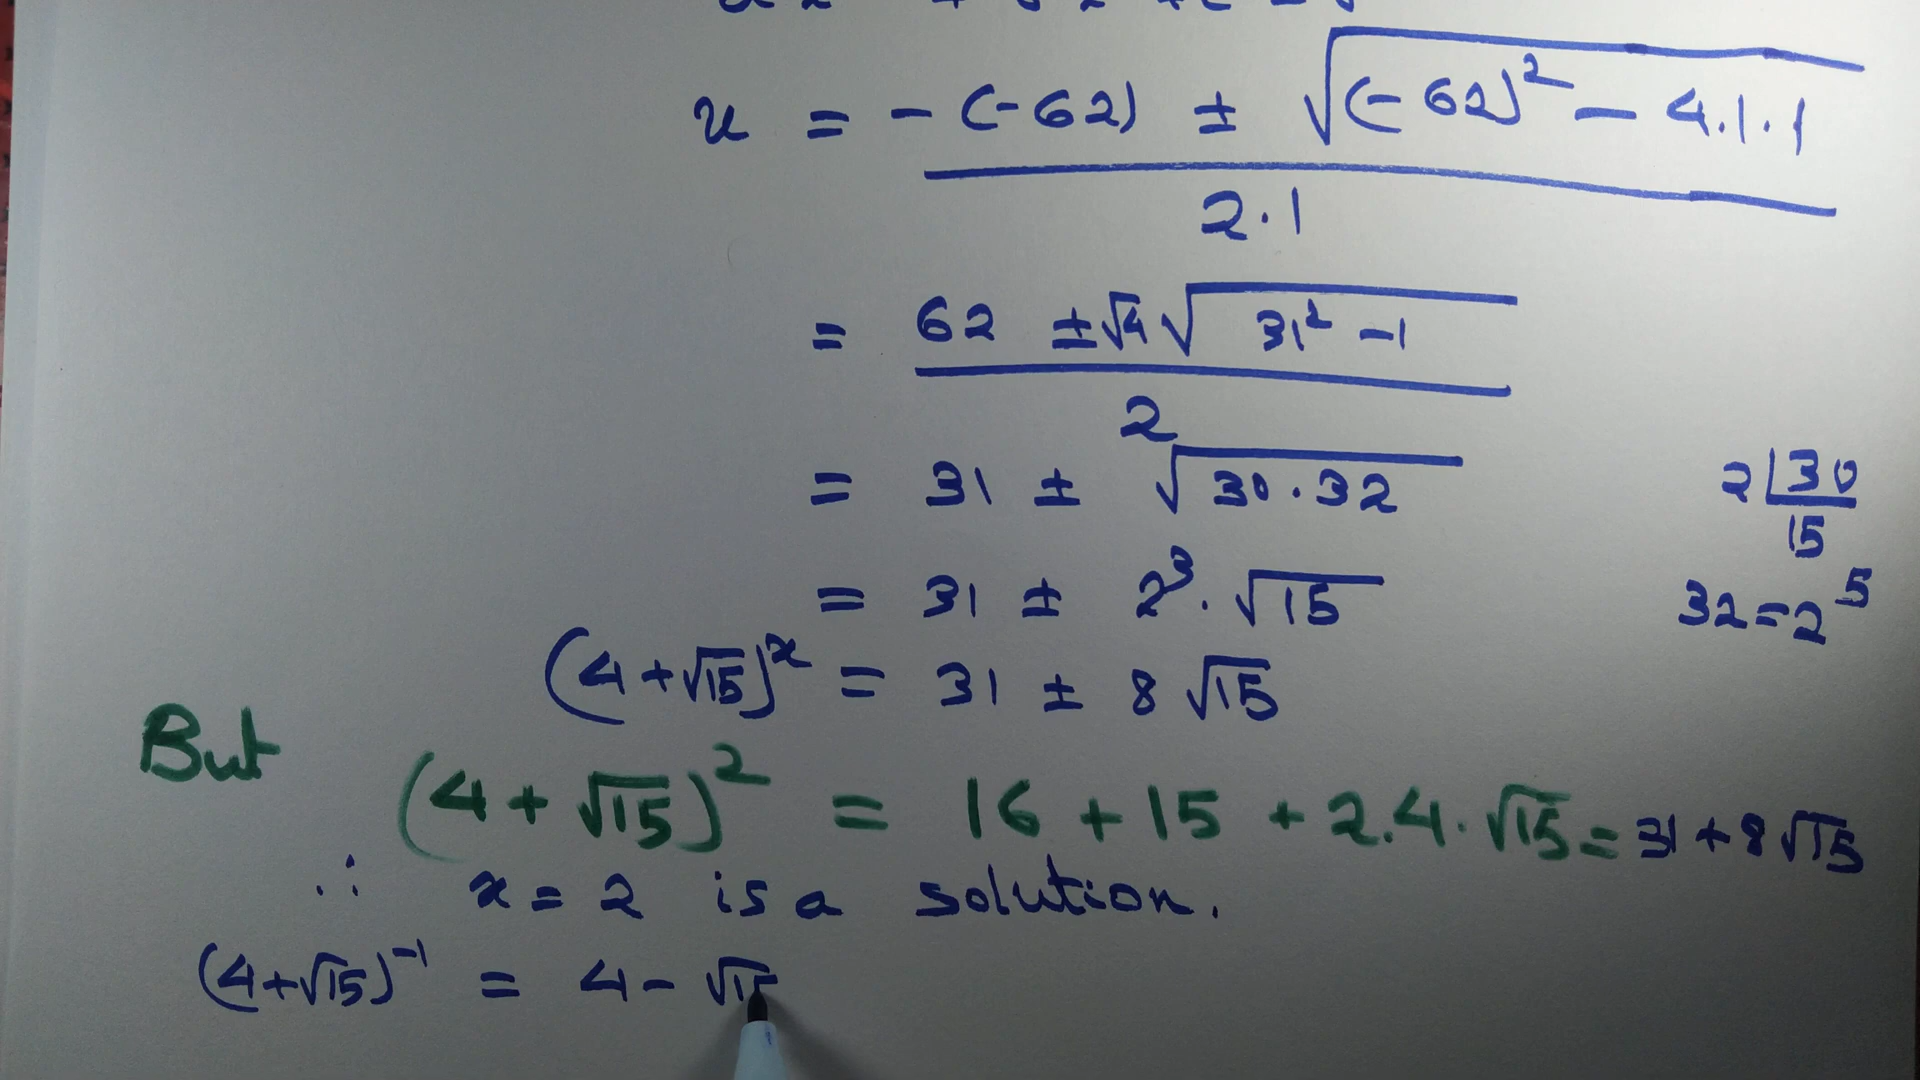 u = -(-62) ± √((-62)² - 4.1.1
2.1
= 62 ± √4 √(31² - 1
2
= 31 ± √(30.32
2 | 30
15
= 31 ± 2³. √15
32 = 2⁵
(4 + √15)ˣ = 31 ± 8 √15
But (4 + √15)² = 16 + 15 + 2.4. √15 = 31 + 8 √15
∴ x = 2 is a solution.
(4 + √15)⁻¹ = 4 - √15